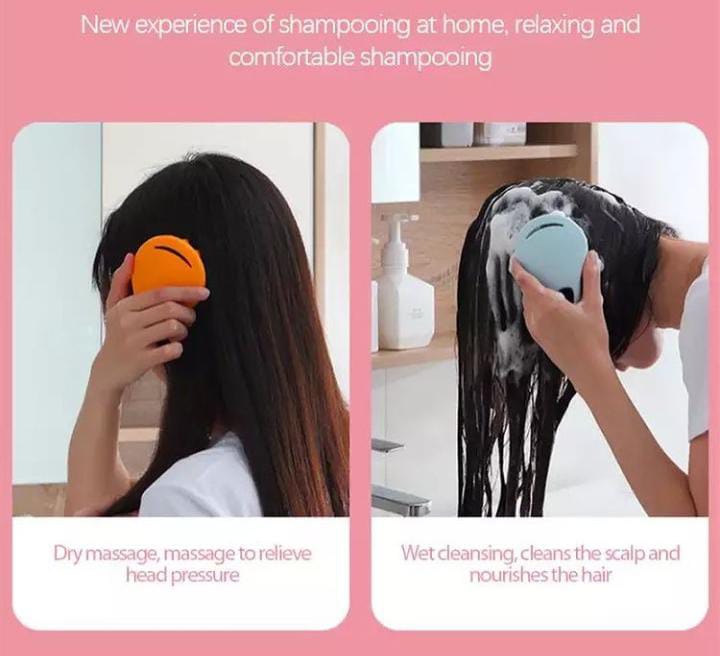 New experience of shampooing at home, relaxing and
comfortable shampooing
Dry massage, massage to relieve
head pressure
Wet cleansing, cleans the scalp and
nourishes the hair